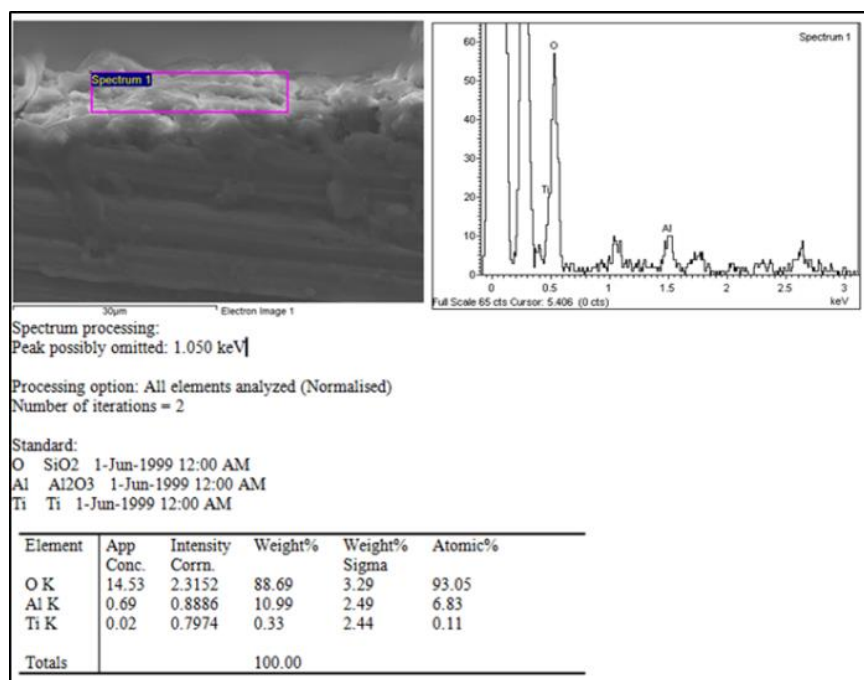 Spectrum 1
30µm
Electron Image 1
60
50
40
30
20
10
0
O
Ti
Al
Spectrum 1
0 0.5 1 1.5 2 2.5 3
keV
Full Scale 65 cts Cursor: 5.406 (0 cts)
Spectrum processing:
Peak possibly omitted: 1.050 keV
Processing option: All elements analyzed (Normalised)
Number of iterations = 2
Standard:
O SiO2 1-Jun-1999 12:00 AM
Al Al2O3 1-Jun-1999 12:00 AM
Ti Ti 1-Jun-1999 12:00 AM
Element App Conc. Intensity Corrn. Weight% Weight% Sigma Atomic%
O K 14.53 2.3152 88.69 3.29 93.05
Al K 0.69 0.8886 10.99 2.49 6.83
Ti K 0.02 0.7974 0.33 2.44 0.11
Totals 100.00